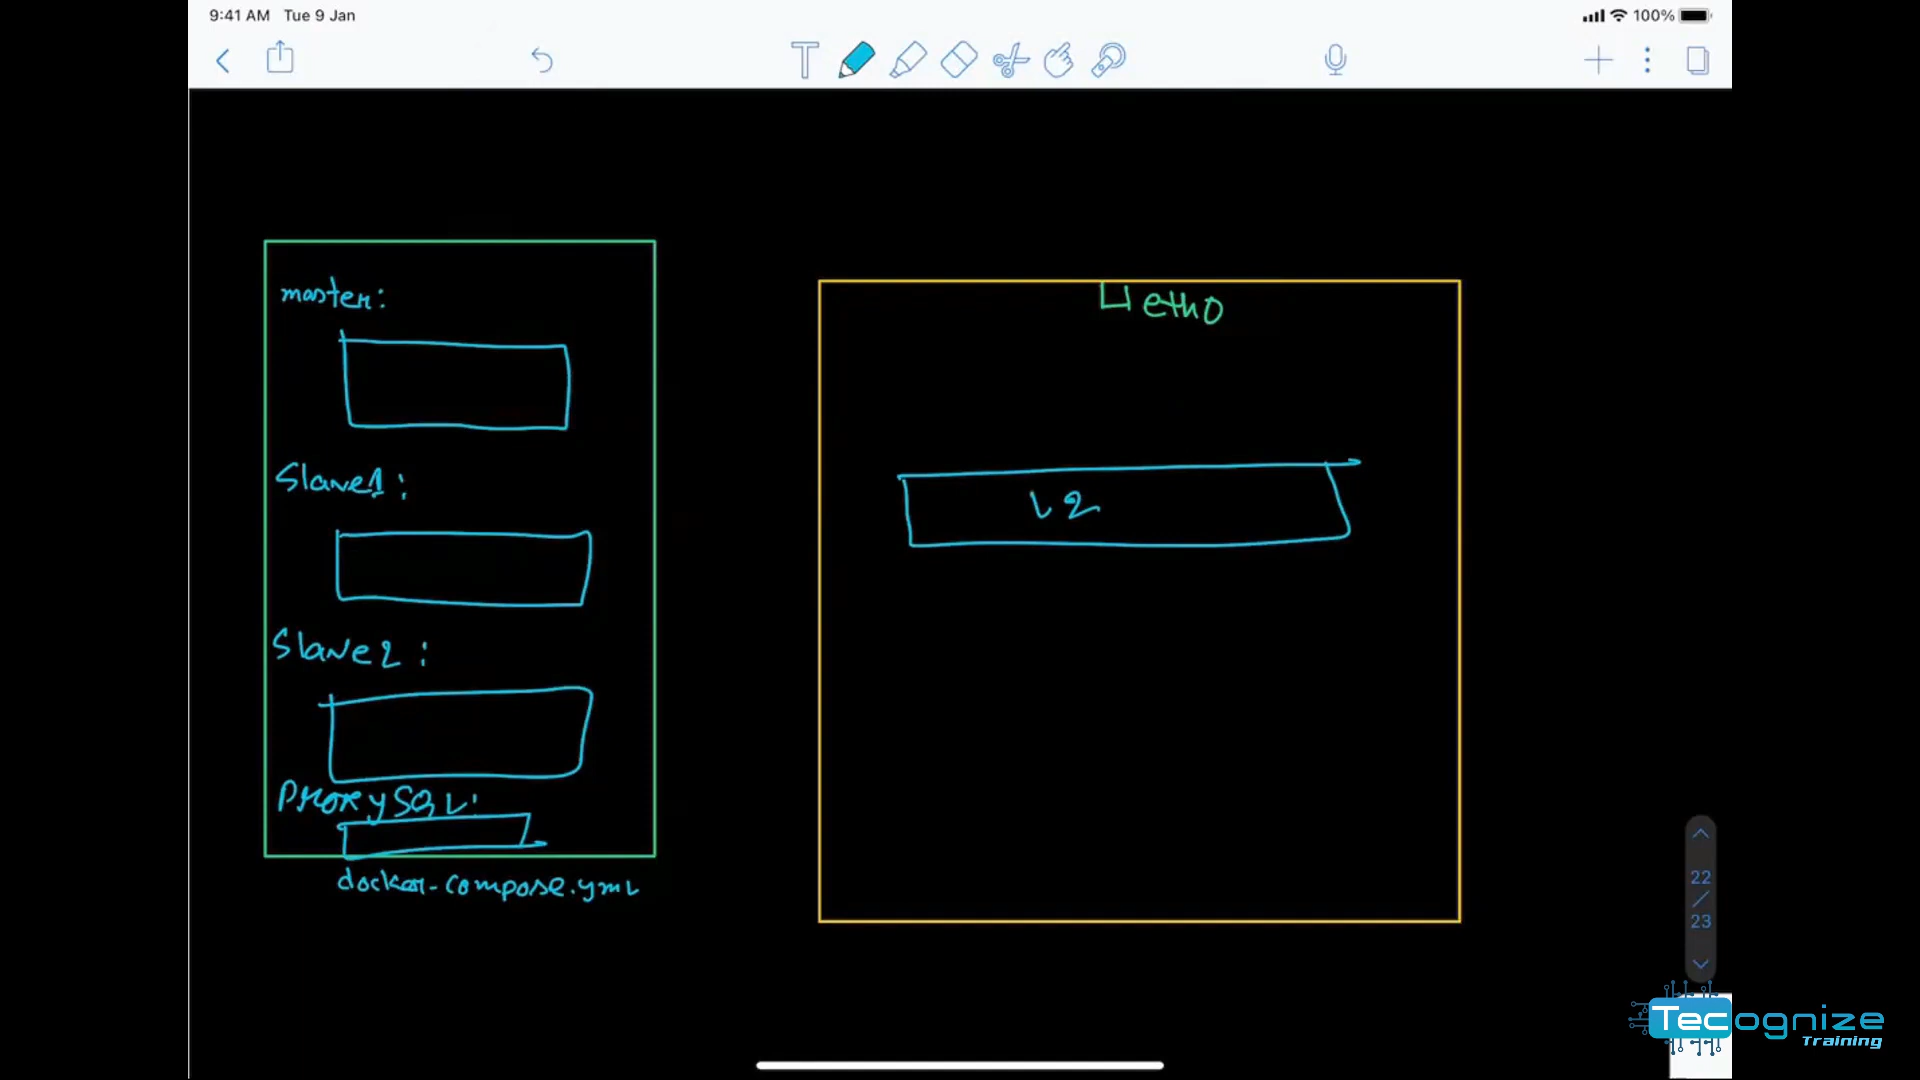 9:41 AM Tue 9 Jan
100%
master:
eth0
Slave1:
L2
Slave2:
ProxySQL:
docker-compose.yml
22
/
23
Tecognize
Training